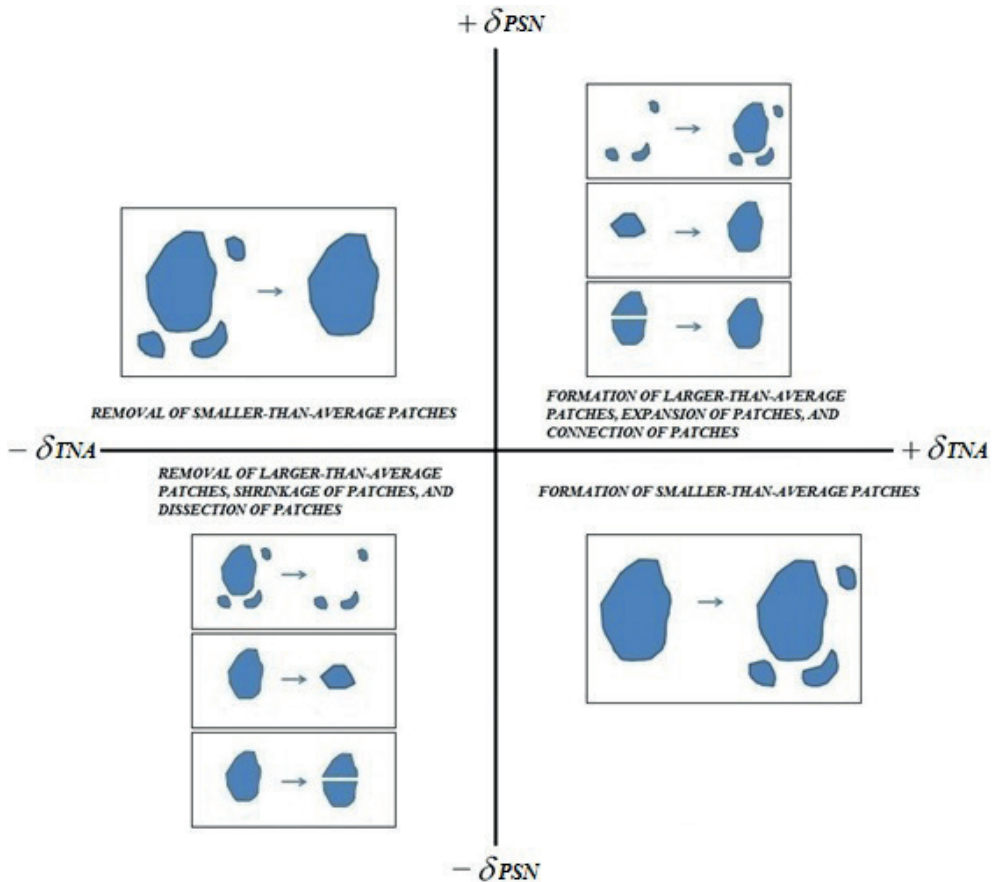 + δPSN
REMOVAL OF SMALLER-THAN-AVERAGE PATCHES
FORMATION OF LARGER-THAN-AVERAGE
PATCHES, EXPANSION OF PATCHES, AND
CONNECTION OF PATCHES
− δTNA
+ δTNA
REMOVAL OF LARGER-THAN-AVERAGE
PATCHES, SHRINKAGE OF PATCHES, AND
DISSECTION OF PATCHES
FORMATION OF SMALLER-THAN-AVERAGE PATCHES
− δPSN